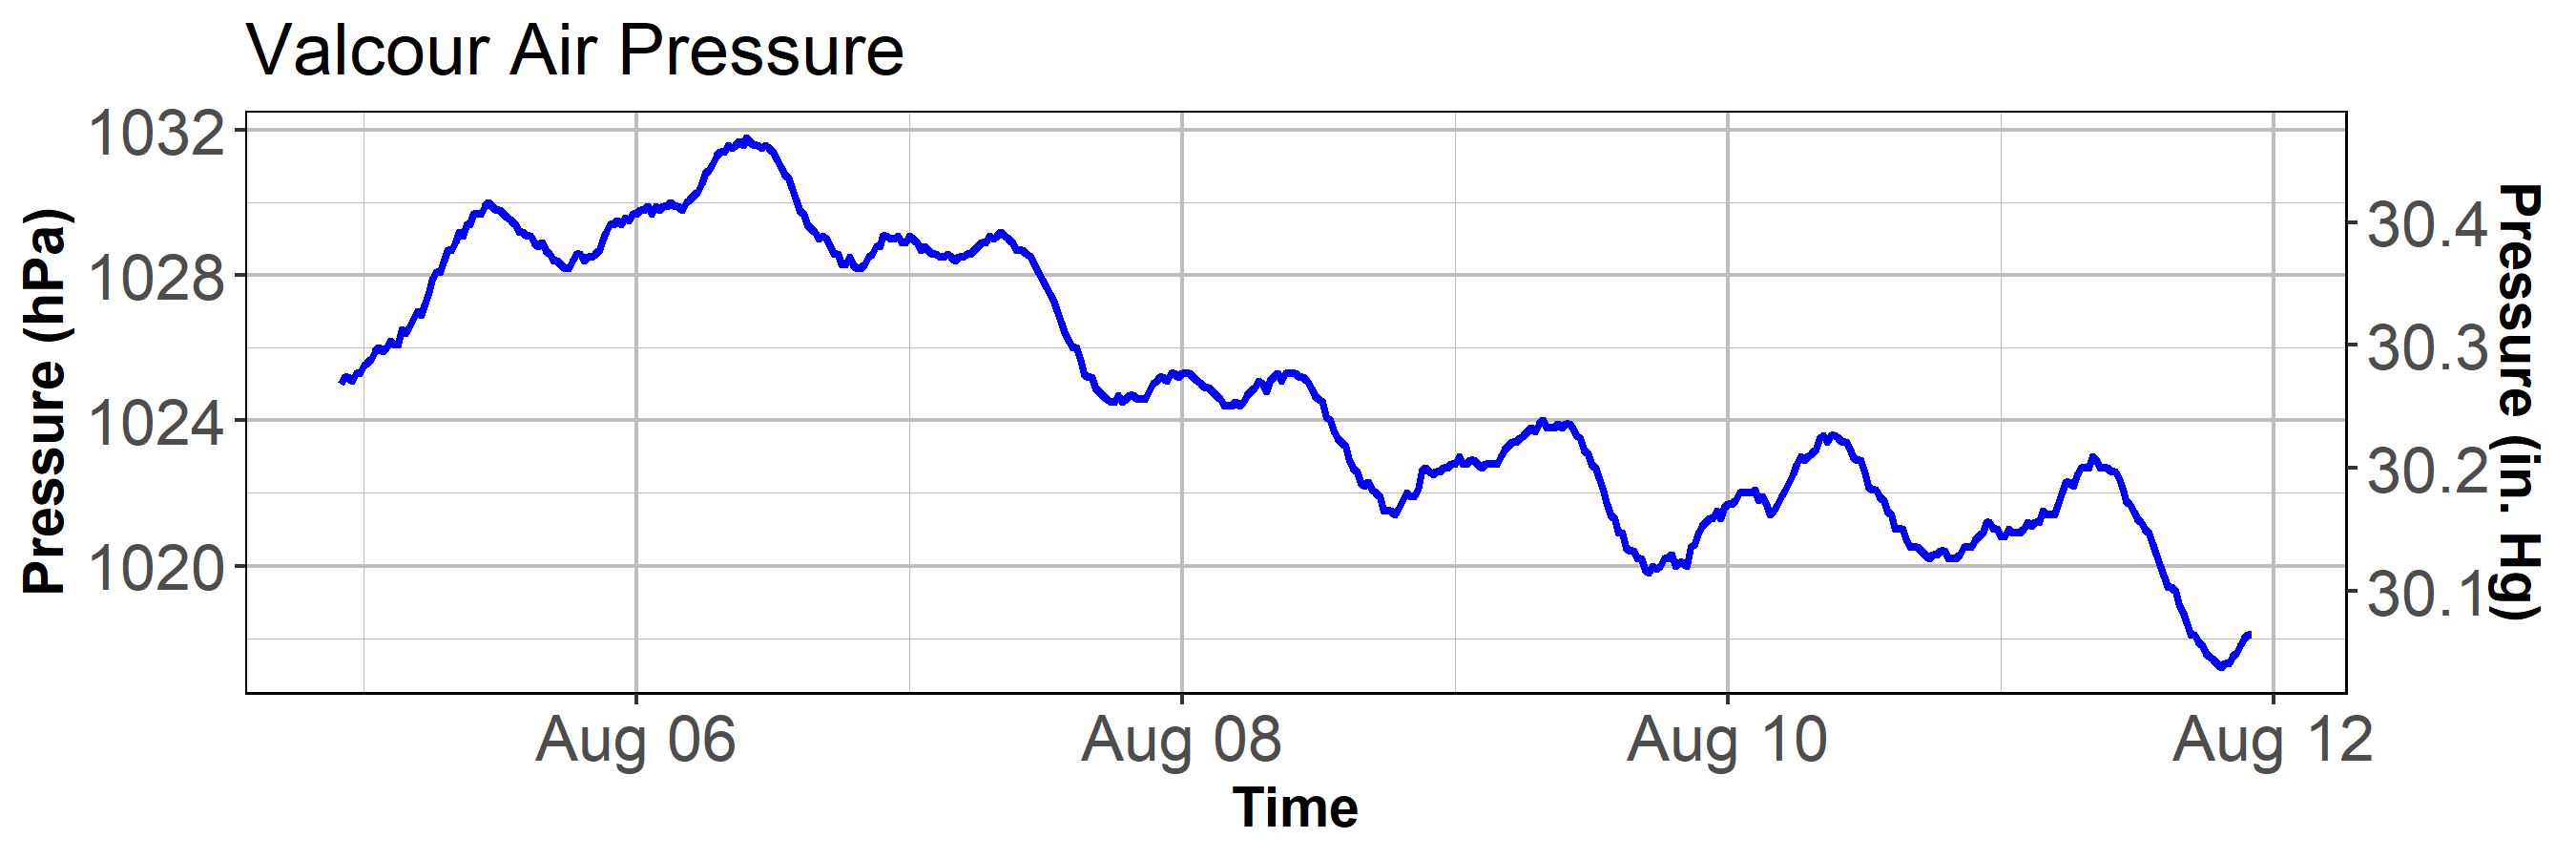 Valcour Air Pressure
1032
1028
1024
1020
Pressure (hPa)
30.4
30.3
30.2
30.1
Pressure (in. Hg)
Aug 06
Aug 08
Aug 10
Aug 12
Time